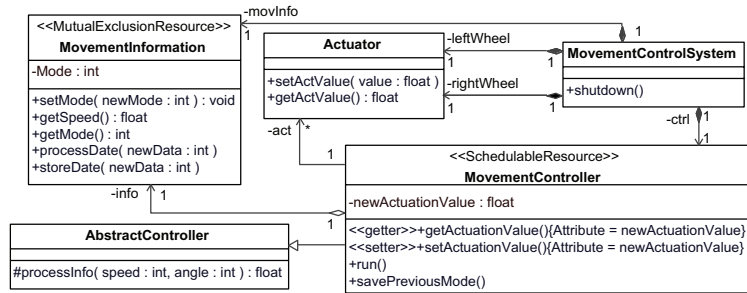 <<MutualExclusionResource>>
MovementInformation
-Mode : int
+setMode( newMode : int ) : void
+getSpeed() : float
+getMode() : int
+processDate( newData : int )
+storeDate( newData : int )
-movInfo
1
1
Actuator
+setActValue( value : float )
+getActValue() : float
-leftWheel
1
1
-rightWheel
1
1
MovementControlSystem
+shutdown()
-act
*
1
-ctrl
1
1
-info
1
1
<<SchedulableResource>>
MovementController
-newActuationValue : float
<<getter>>+getActuationValue(){Attribute = newActuationValue}
<<setter>>+setActuationValue(){Attribute = newActuationValue}
+run()
+savePreviousMode()
AbstractController
#processInfo( speed : int, angle : int ) : float